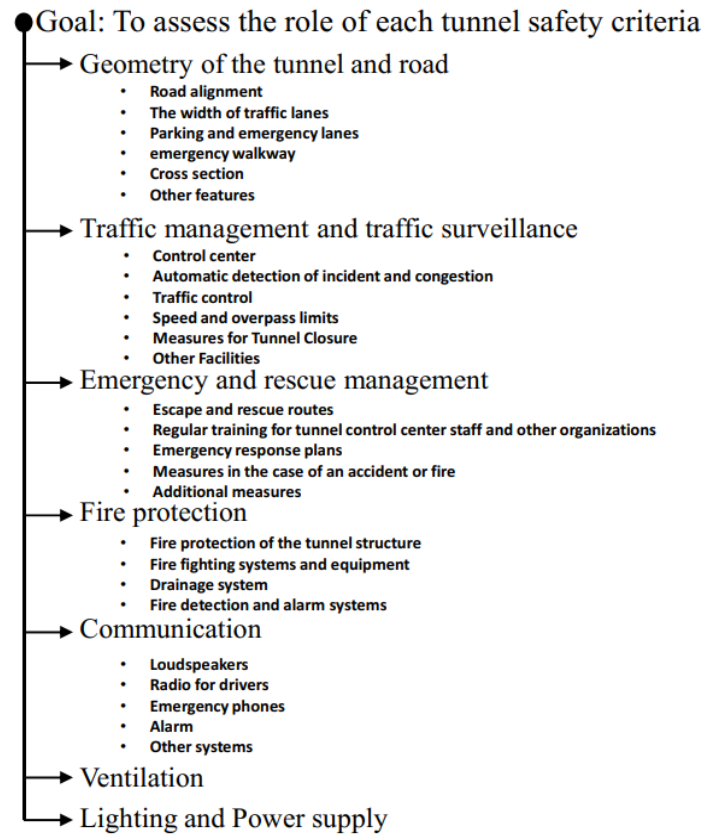 Goal: To assess the role of each tunnel safety criteria
Geometry of the tunnel and road
• Road alignment
• The width of traffic lanes
• Parking and emergency lanes
• emergency walkway
• Cross section
• Other features
Traffic management and traffic surveillance
• Control center
• Automatic detection of incident and congestion
• Traffic control
• Speed and overpass limits
• Measures for Tunnel Closure
• Other Facilities
Emergency and rescue management
• Escape and rescue routes
• Regular training for tunnel control center staff and other organizations
• Emergency response plans
• Measures in the case of an accident or fire
• Additional measures
Fire protection
• Fire protection of the tunnel structure
• Fire fighting systems and equipment
• Drainage system
• Fire detection and alarm systems
Communication
• Loudspeakers
• Radio for drivers
• Emergency phones
• Alarm
• Other systems
Ventilation
Lighting and Power supply